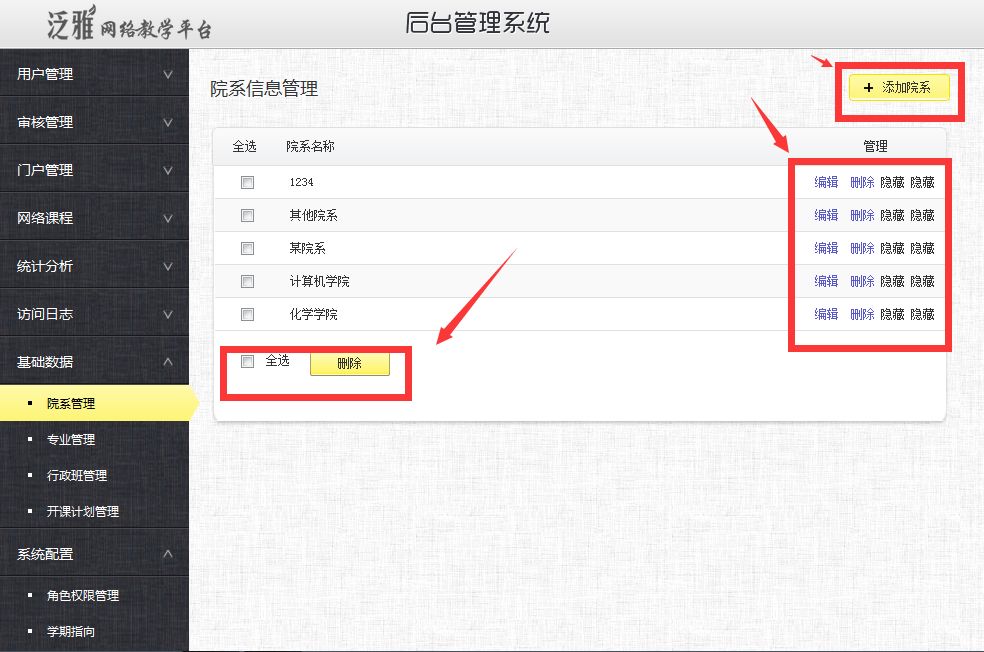 泛雅网络教学平台
后台管理系统
用户管理
审核管理
门户管理
网络课程
统计分析
访问日志
基础数据
院系管理
专业管理
行政班管理
开课计划管理
系统配置
角色权限管理
学期指向
院系信息管理
+ 添加院系
全选 院系名称 管理
1234 编辑 删除 隐藏 隐藏
其他院系 编辑 删除 隐藏 隐藏
某院系 编辑 删除 隐藏 隐藏
计算机学院 编辑 删除 隐藏 隐藏
化学学院 编辑 删除 隐藏 隐藏
全选 删除